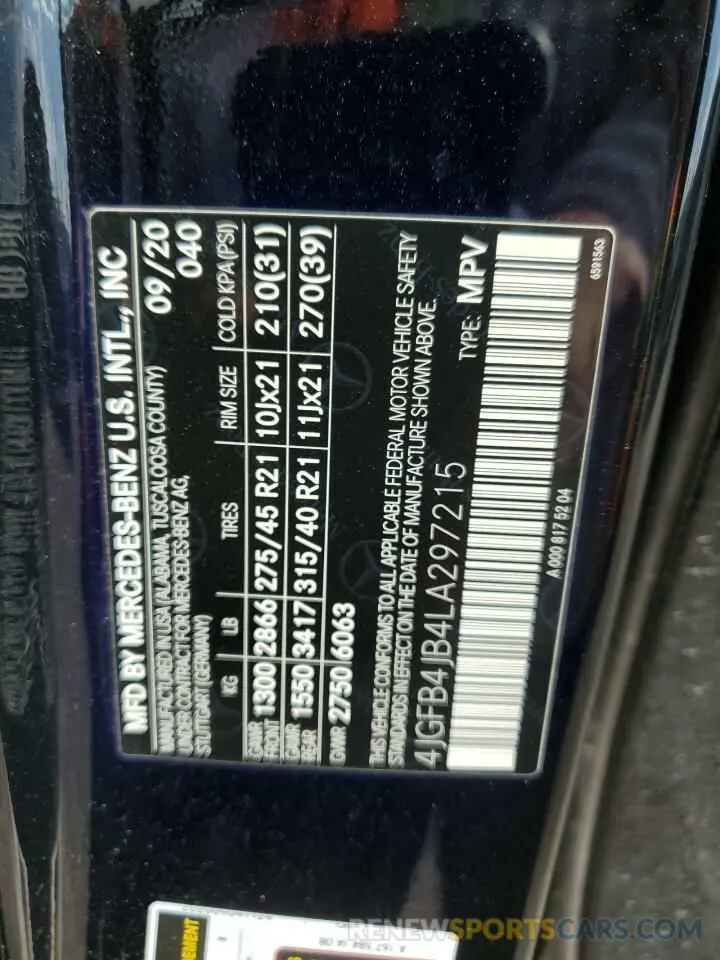 MFD BY MERCEDES-BENZ U.S. INTL., INC
MANUFACTURED IN USA (ALABAMA, TUSCALOOSA COUNTY) 09/20
UNDER CONTRACT FOR MERCEDES-BENZ AG, 040
STUTTGART (GERMANY)
KG LB TIRES RIM SIZE COLD KPA (PSI)
GAWR FRONT 1300 2866 275/45 R21 10Jx21 210(31)
GAWR REAR 1550 3417 315/40 R21 11Jx21 270(39)
GVWR 2750 6063
THIS VEHICLE CONFORMS TO ALL APPLICABLE FEDERAL MOTOR VEHICLE SAFETY
STANDARDS IN EFFECT ON THE DATE OF MANUFACTURE SHOWN ABOVE.
4JGFB4JB4LA297215 TYPE: MPV
A 000 817 52 04 6591563
RENEWSPORTSCARS.COM